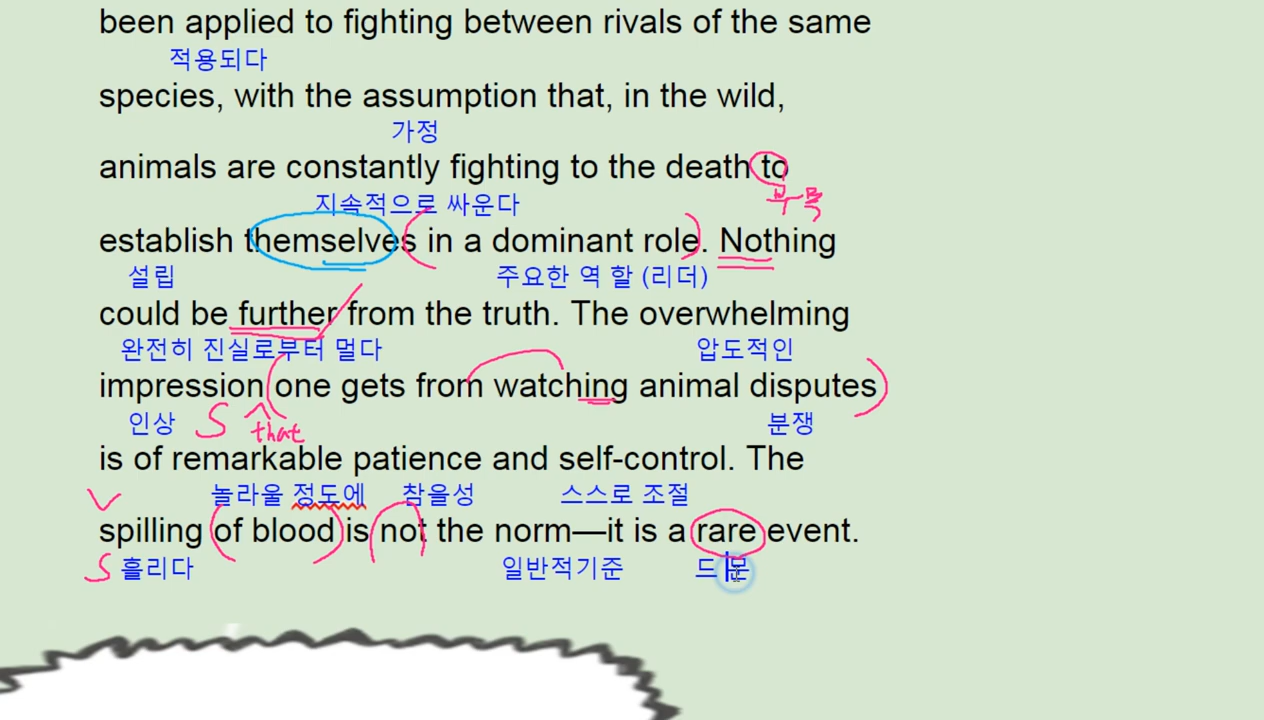 been applied to fighting between rivals of the same
적용되다
species, with the assumption that, in the wild,
가정
animals are constantly fighting to the death to
지속적으로 싸운다
부·목
establish themselves in a dominant role. Nothing
설립 주요한 역 할 (리더)
could be further from the truth. The overwhelming
완전히 진실로부터 멀다 압도적인
impression one gets from watching animal disputes
인상 S that 분쟁
is of remarkable patience and self-control. The
V 놀라울 정도에 참을성 스스로 조절
spilling of blood is not the norm—it is a rare event.
S 흘리다 일반적기준 드문